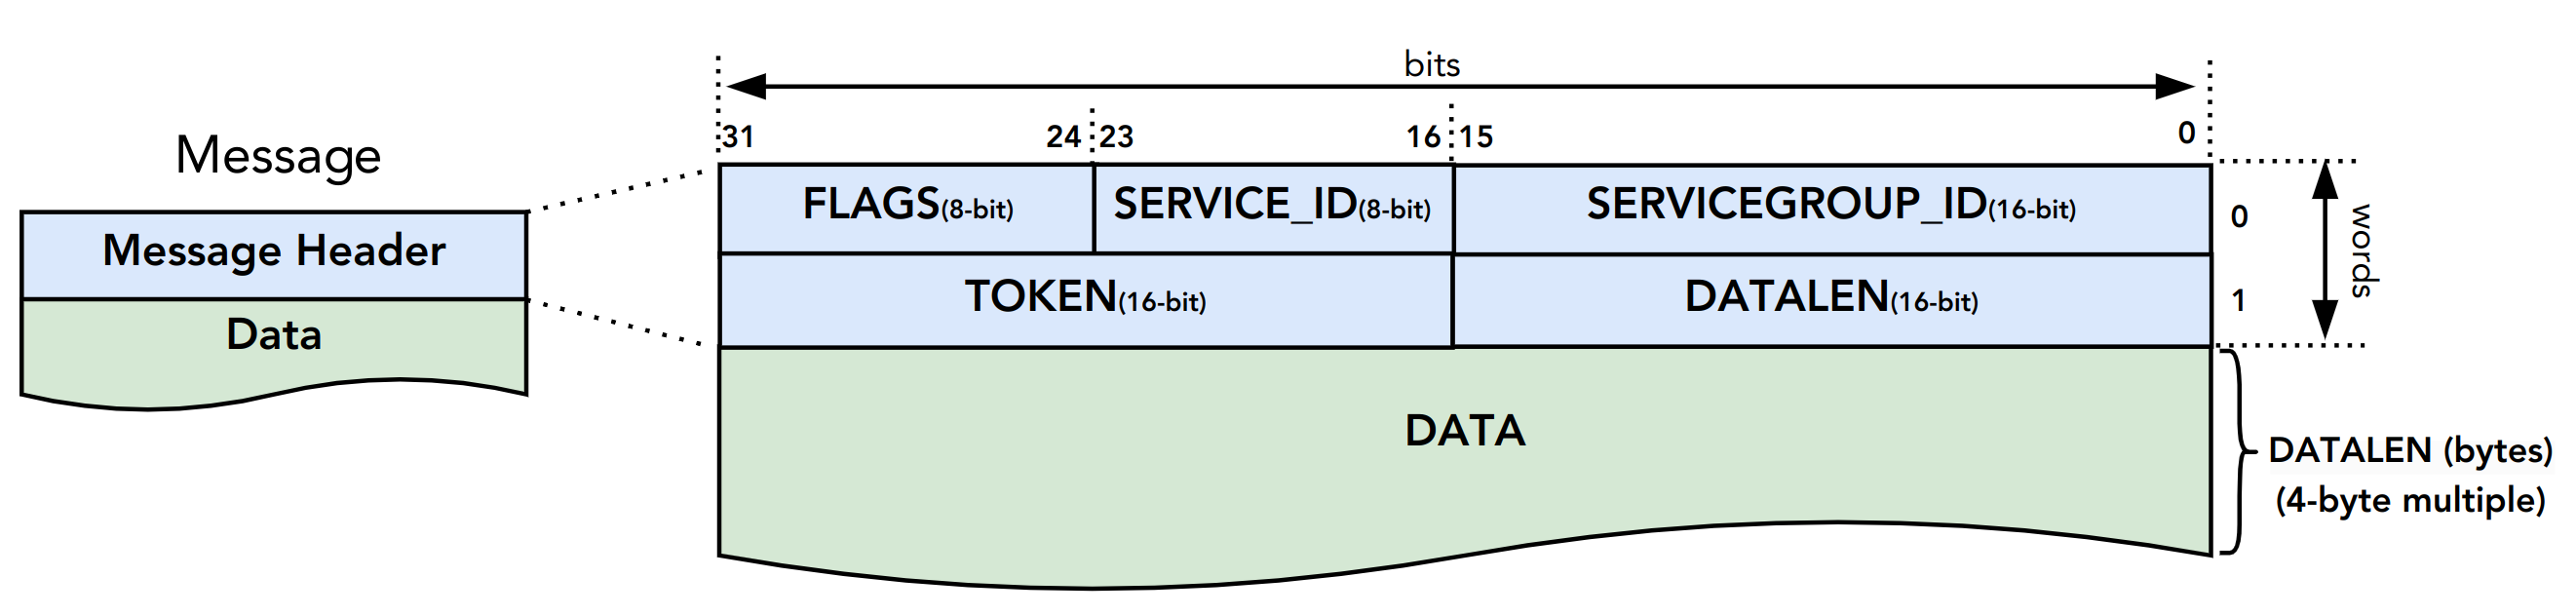 bits
31 24 23 16 15 0
Message
FLAGS(8-bit) SERVICE_ID(8-bit) SERVICEGROUP_ID(16-bit) 0
words
Message Header
TOKEN(16-bit) DATALEN(16-bit) 1
Data
DATA
DATALEN (bytes)
(4-byte multiple)